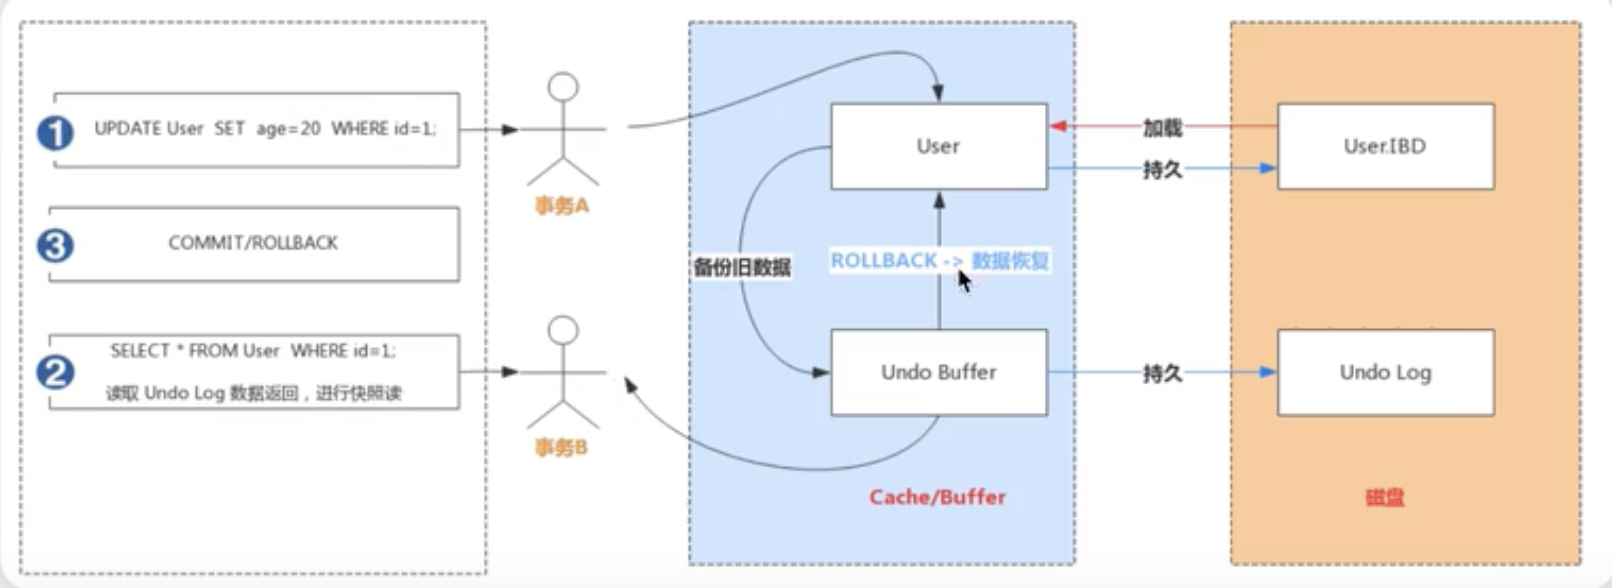 1
UPDATE User SET age=20 WHERE id=1;
事务A
3
COMMIT/ROLLBACK
2
SELECT * FROM User WHERE id=1;
读取 Undo Log 数据返回，进行快照读
事务B
User
备份旧数据
ROLLBACK -> 数据恢复
Undo Buffer
Cache/Buffer
加载
持久
持久
User.IBD
Undo Log
磁盘